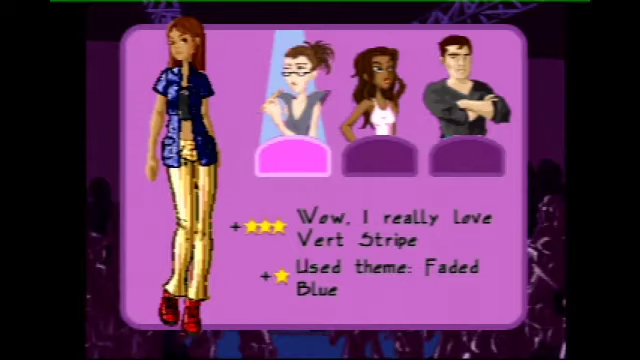 +★★★ Wow, I really love
Vert Stripe
+★ Used theme: Faded
Blue